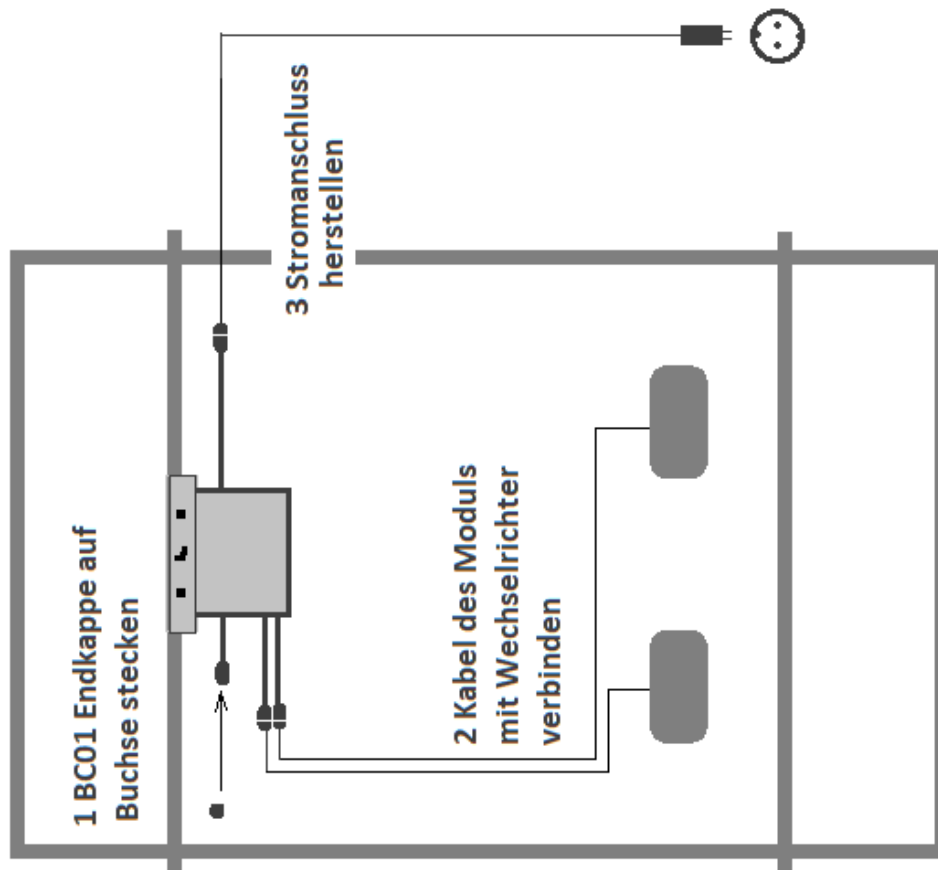 1 BC01 Endkappe auf
Buchse stecken
2 Kabel des Moduls
mit Wechselrichter
verbinden
3 Stromanschluss
herstellen